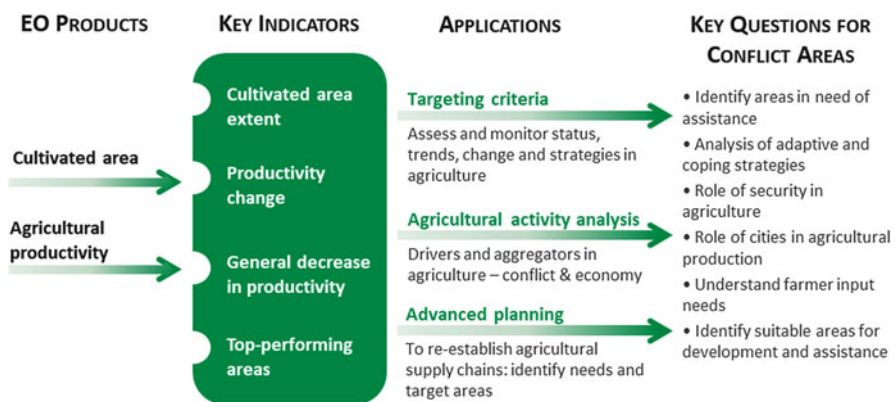 EO PRODUCTS
KEY INDICATORS
APPLICATIONS
KEY QUESTIONS FOR
CONFLICT AREAS
Cultivated area
Agricultural
productivity
Cultivated area
extent
Productivity
change
General decrease
in productivity
Top-performing
areas
Targeting criteria
Assess and monitor status,
trends, change and strategies in
agriculture
Agricultural activity analysis
Drivers and aggregators in
agriculture – conflict & economy
Advanced planning
To re-establish agricultural
supply chains: identify needs and
target areas
• Identify areas in need of
assistance
• Analysis of adaptive and
coping strategies
• Role of security in
agriculture
• Role of cities in agricultural
production
• Understand farmer input
needs
• Identify suitable areas for
development and assistance